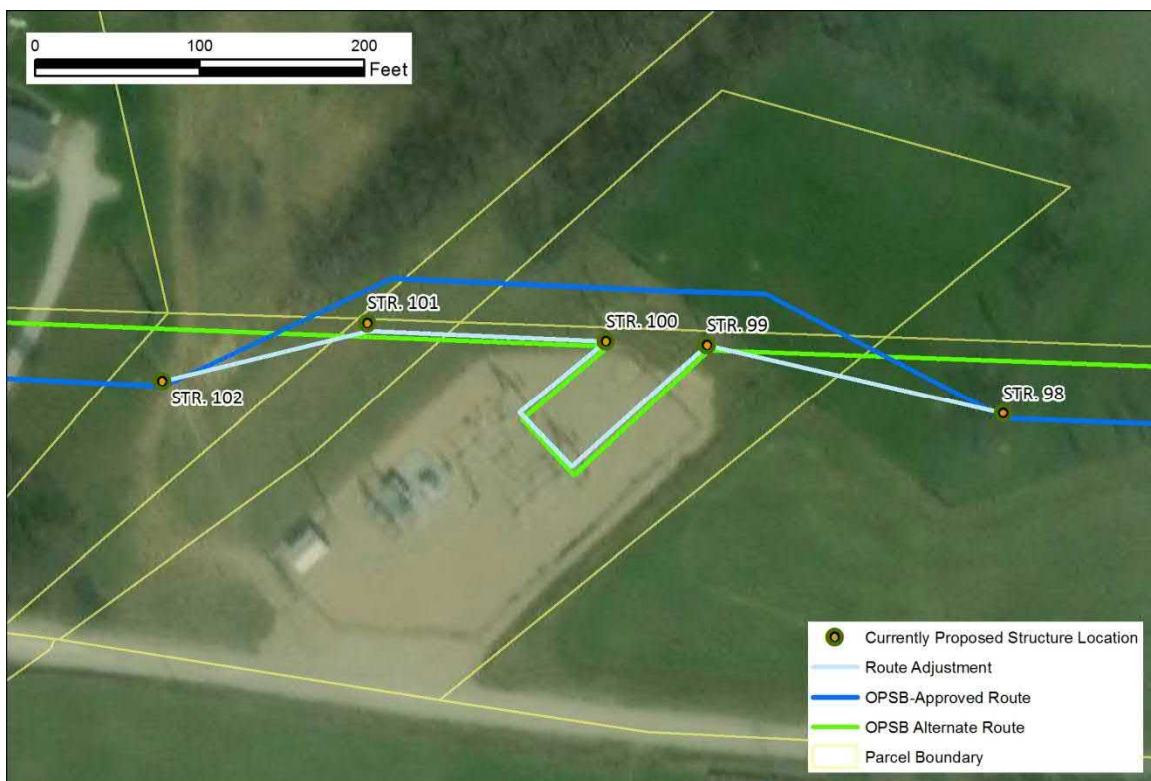 0 100 200
Feet
STR. 101
STR. 100
STR. 99
STR. 102
STR. 98
Currently Proposed Structure Location
Route Adjustment
OPSB-Approved Route
OPSB Alternate Route
Parcel Boundary